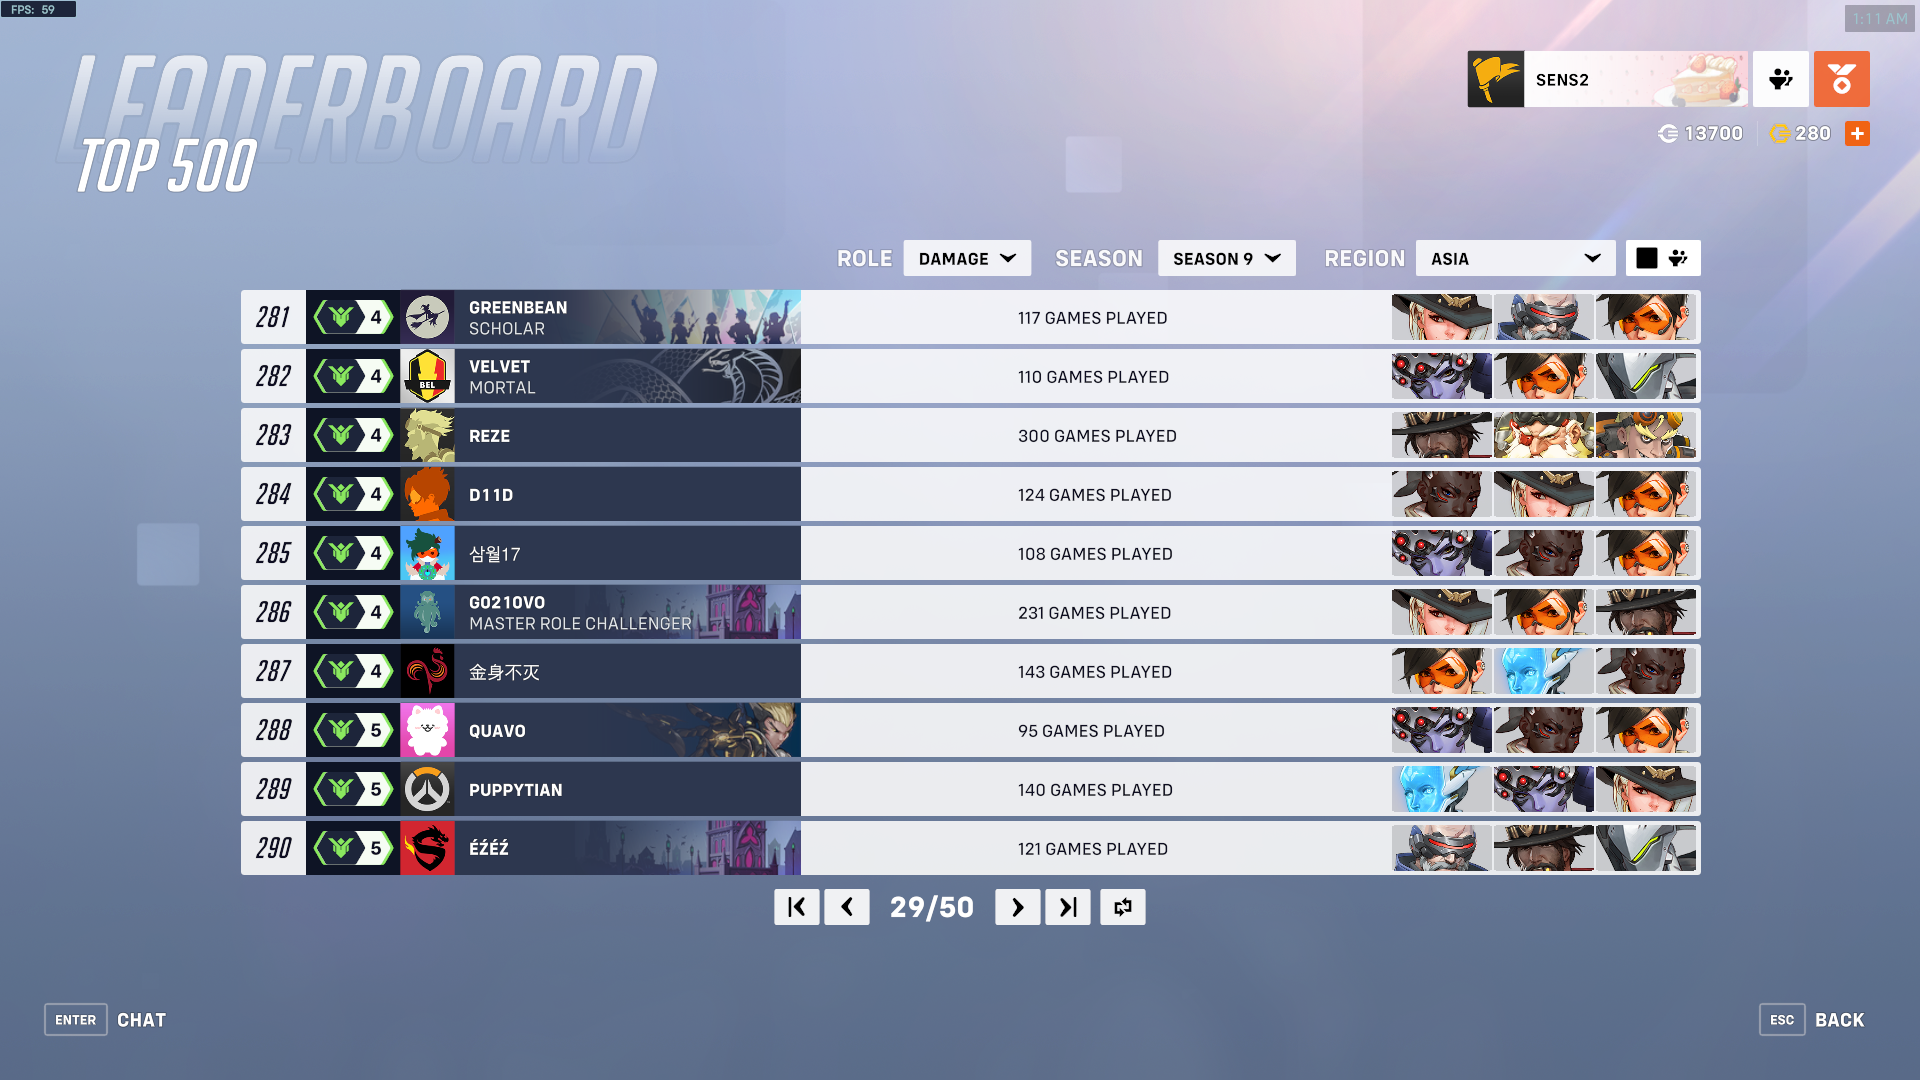 FPS: 59
1:11 AM
LEADERBOARD
TOP 500
SENS2
13700 280
ROLE DAMAGE SEASON SEASON 9 REGION ASIA
281 4 GREENBEAN 117 GAMES PLAYED
SCHOLAR
282 4 VELVET 110 GAMES PLAYED
BEL MORTAL
283 4 REZE 300 GAMES PLAYED
284 4 D11D 124 GAMES PLAYED
285 4 삼월17 108 GAMES PLAYED
286 4 GO210VO 231 GAMES PLAYED
MASTER ROLE CHALLENGER
287 4 金身不灭 143 GAMES PLAYED
288 5 QUAVO 95 GAMES PLAYED
289 5 PUPPYTIAN 140 GAMES PLAYED
290 5 ÉŹÉŹ 121 GAMES PLAYED
29/50
ENTER CHAT
ESC BACK